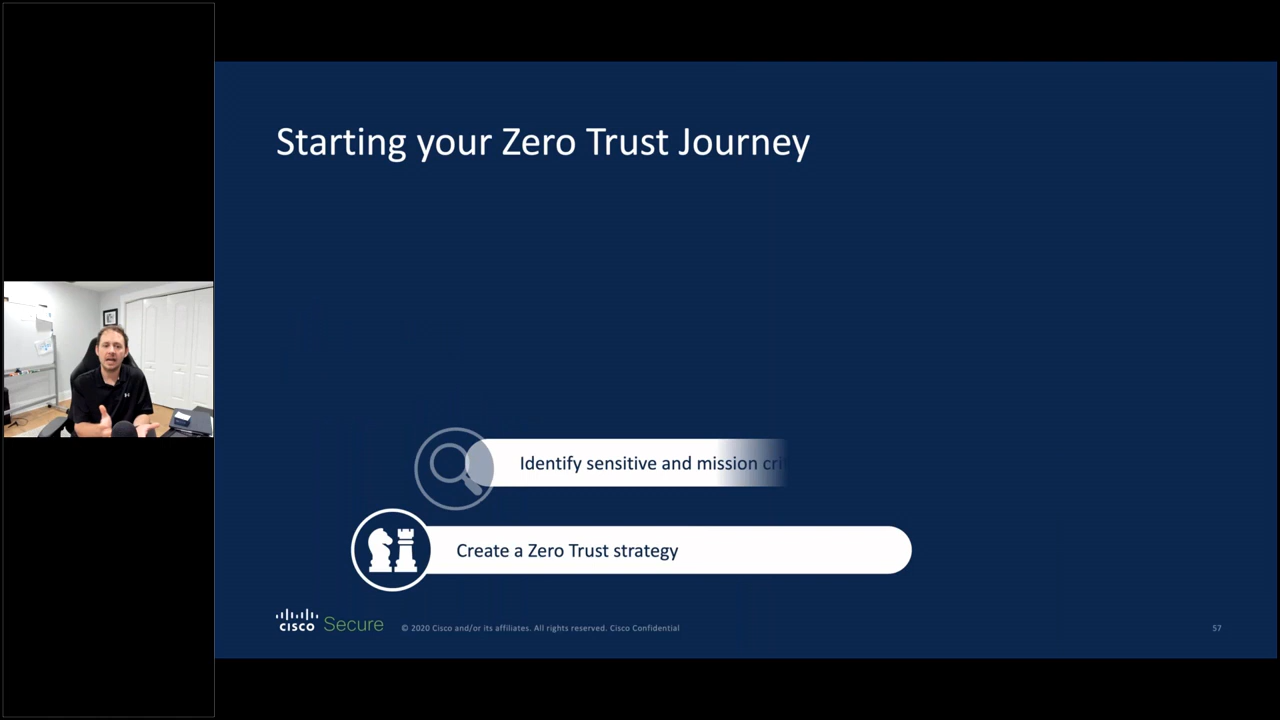 Starting your Zero Trust Journey
Identify sensitive and mission
Create a Zero Trust strategy
CISCO Secure © 2020 Cisco and/or its affiliates. All rights reserved. Cisco Confidential 57